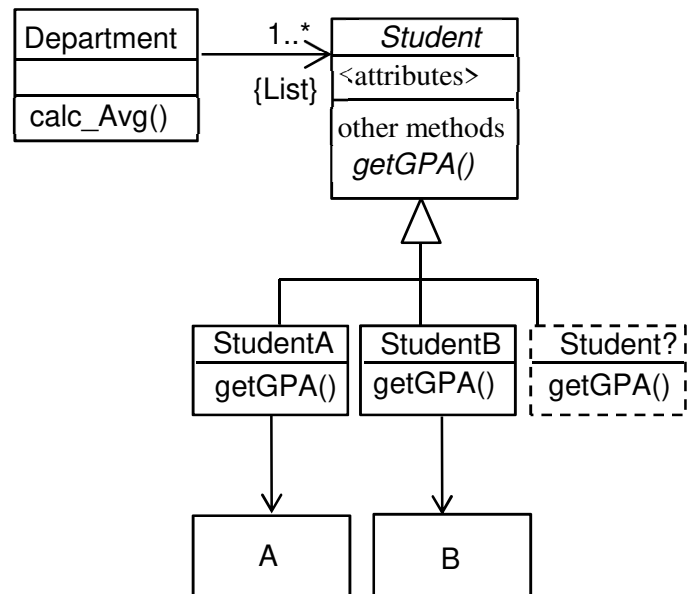 Department
calc_Avg()
1..*
{List}
Student
<attributes>
other methods
getGPA()
StudentA
getGPA()
StudentB
getGPA()
Student?
getGPA()
A
B